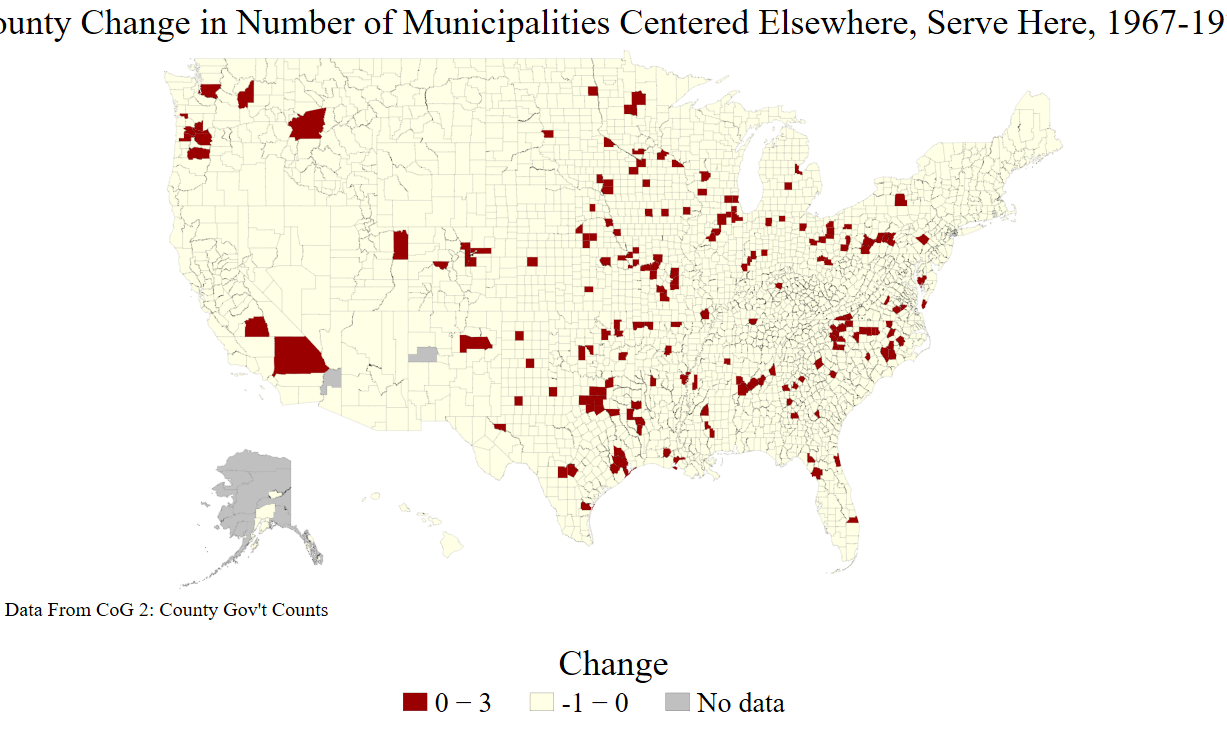 ounty Change in Number of Municipalities Centered Elsewhere, Serve Here, 1967-19
Data From CoG 2: County Gov't Counts
Change
0 − 3
-1 − 0
No data